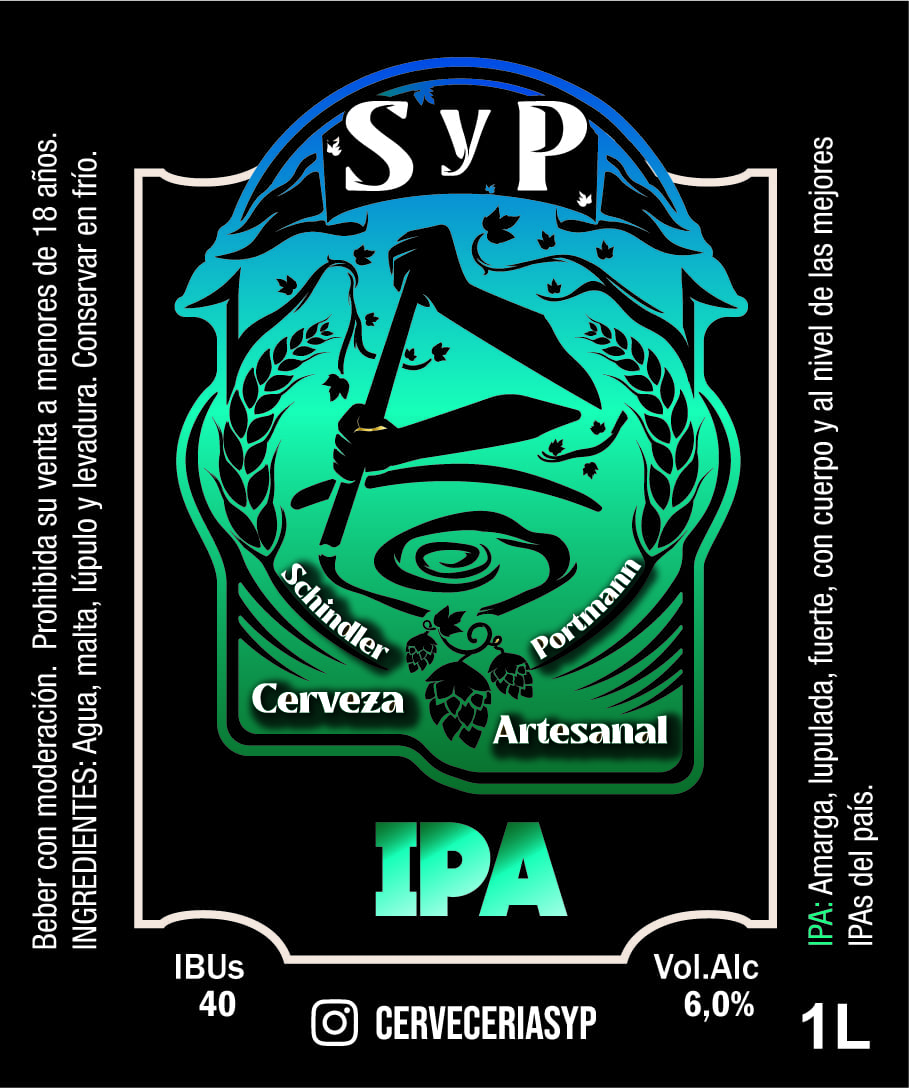 SyP
Schindler
Portmann
Cerveza
Artesanal
IPA
Beber con moderación.  Prohibida su venta a menores de 18 años.
INGREDIENTES: Agua, malta, lúpulo y levadura. Conservar en frío.
IPA: Amarga, lupulada, fuerte, con cuerpo y al nivel de las mejores
IPAs del país.
IBUs
40
Vol.Alc
6,0%
CERVECERIASYP
1L